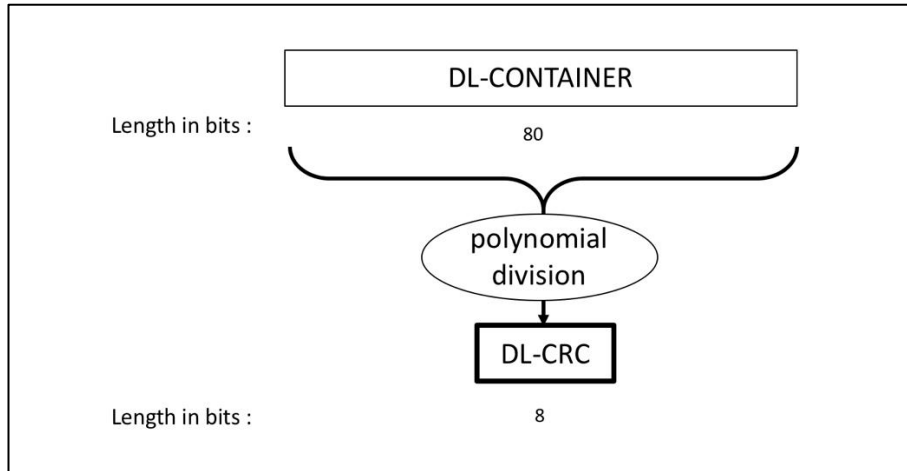 DL-CONTAINER
Length in bits :
80
polynomial
division
DL-CRC
Length in bits :
8